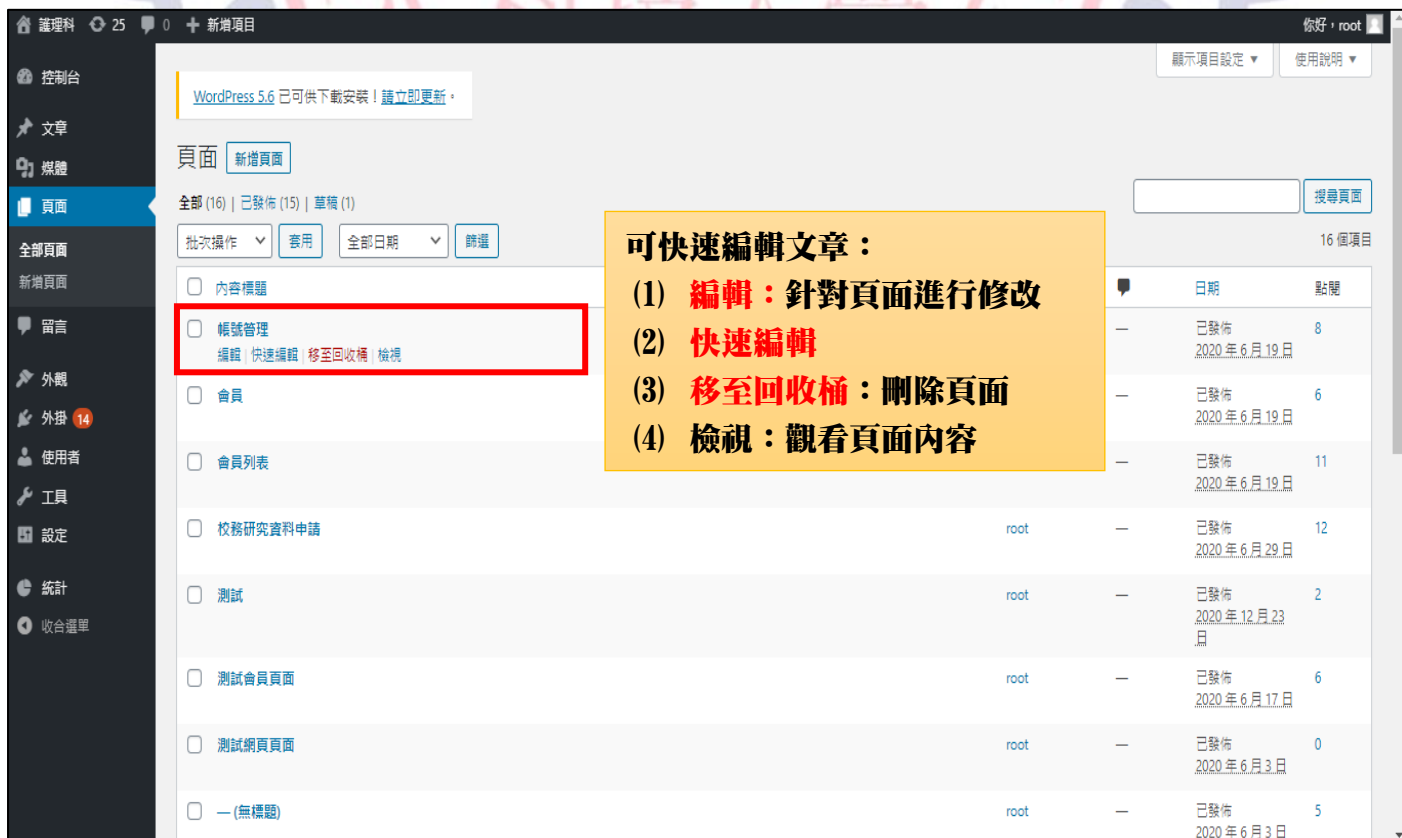 護理科 25 0 新增項目 你好,root
顯示項目設定 ▼ 使用說明 ▼
控制台
文章
媒體
頁面
全部頁面
新增頁面
留言
外觀
外掛 14
使用者
工具
設定
統計
收合選單
WordPress 5.6 已可供下載安裝!請立即更新。
頁面 新增頁面
全部 (16) | 已發佈 (15) | 草稿 (1)
搜尋頁面
批次操作 套用 全部日期 篩選 16 個項目
可快速編輯文章:
(1) 編輯:針對頁面進行修改
(2) 快速編輯
(3) 移至回收桶:刪除頁面
(4) 檢視:觀看頁面內容
內容標題 日期 點閱
帳號管理 — 已發佈 8
編輯 | 快速編輯 | 移至回收桶 | 檢視 2020 年 6 月 19 日
會員 — 已發佈 6
2020 年 6 月 19 日
會員列表 — 已發佈 11
2020 年 6 月 19 日
校務研究資料申請 root — 已發佈 12
2020 年 6 月 29 日
測試 root — 已發佈 2
2020 年 12 月 23
日
測試會員頁面 root — 已發佈 6
2020 年 6 月 17 日
測試網頁頁面 root — 已發佈 0
2020 年 6 月 3 日
— (無標題) root — 已發佈 5
2020 年 6 月 3 日